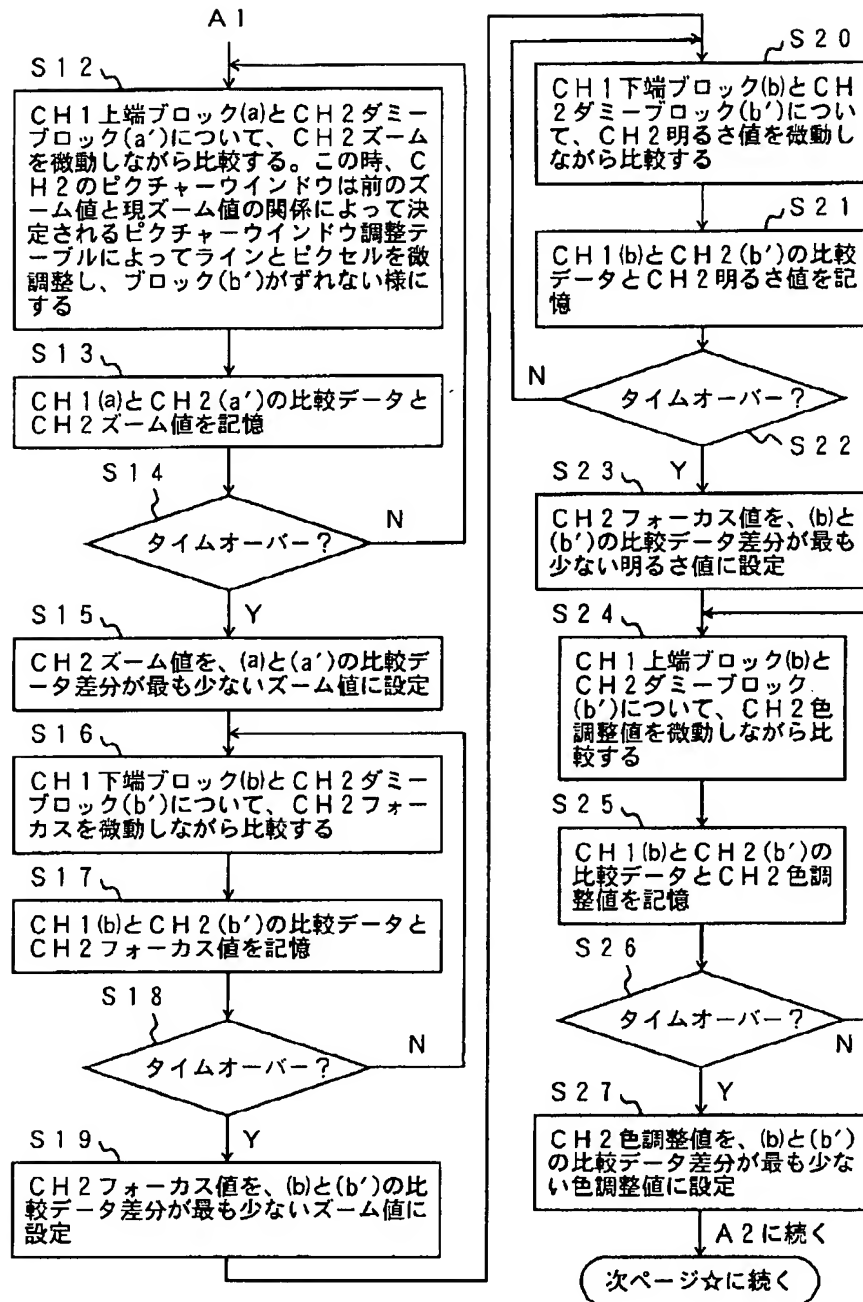 A1
S12
CH1上端ブロック(a)とCH2ダミー
ブロック(a′)について、CH2ズーム
を微動しながら比較する。この時、C
H2のピクチャーウインドウは前のズ
ーム値と現ズーム値の関係によって決
定されるピクチャーウインドウ調整テ
ーブルによってラインとピクセルを微
調整し、ブロック(b′)がずれない様に
する
S13
CH1(a)とCH2(a′)の比較データと
CH2ズーム値を記憶
S14
タイムオーバー?
N
Y
S15
CH2ズーム値を、(a)と(a′)の比較デ
ータ差分が最も少ないズーム値に設定
S16
CH1下端ブロック(b)とCH2ダミー
ブロック(b′)について、CH2フォー
カスを微動しながら比較する
S17
CH1(b)とCH2(b′)の比較データと
CH2フォーカス値を記憶
S18
タイムオーバー?
N
Y
S19
CH2フォーカス値を、(b)と(b′)の比
較データ差分が最も少ないズーム値に
設定
S20
CH1下端ブロック(b)とCH
2ダミーブロック(b′)につい
て、CH2明るさ値を微動し
ながら比較する
S21
CH1(b)とCH2(b′)の比較
データとCH2明るさ値を記
憶
N
タイムオーバー?
S22
Y
S23
CH2フォーカス値を、(b)と
(b′)の比較データ差分が最も
少ない明るさ値に設定
S24
CH1上端ブロック(b)と
CH2ダミーブロック
(b′)について、CH2色
調整値を微動しながら比
較する
S25
CH1(b)とCH2(b′)の
比較データとCH2色調
整値を記憶
S26
タイムオーバー?
N
Y
S27
CH2色調整値を、(b)と(b′)
の比較データ差分が最も少な
い色調整値に設定
A2に続く
次ページ☆に続く